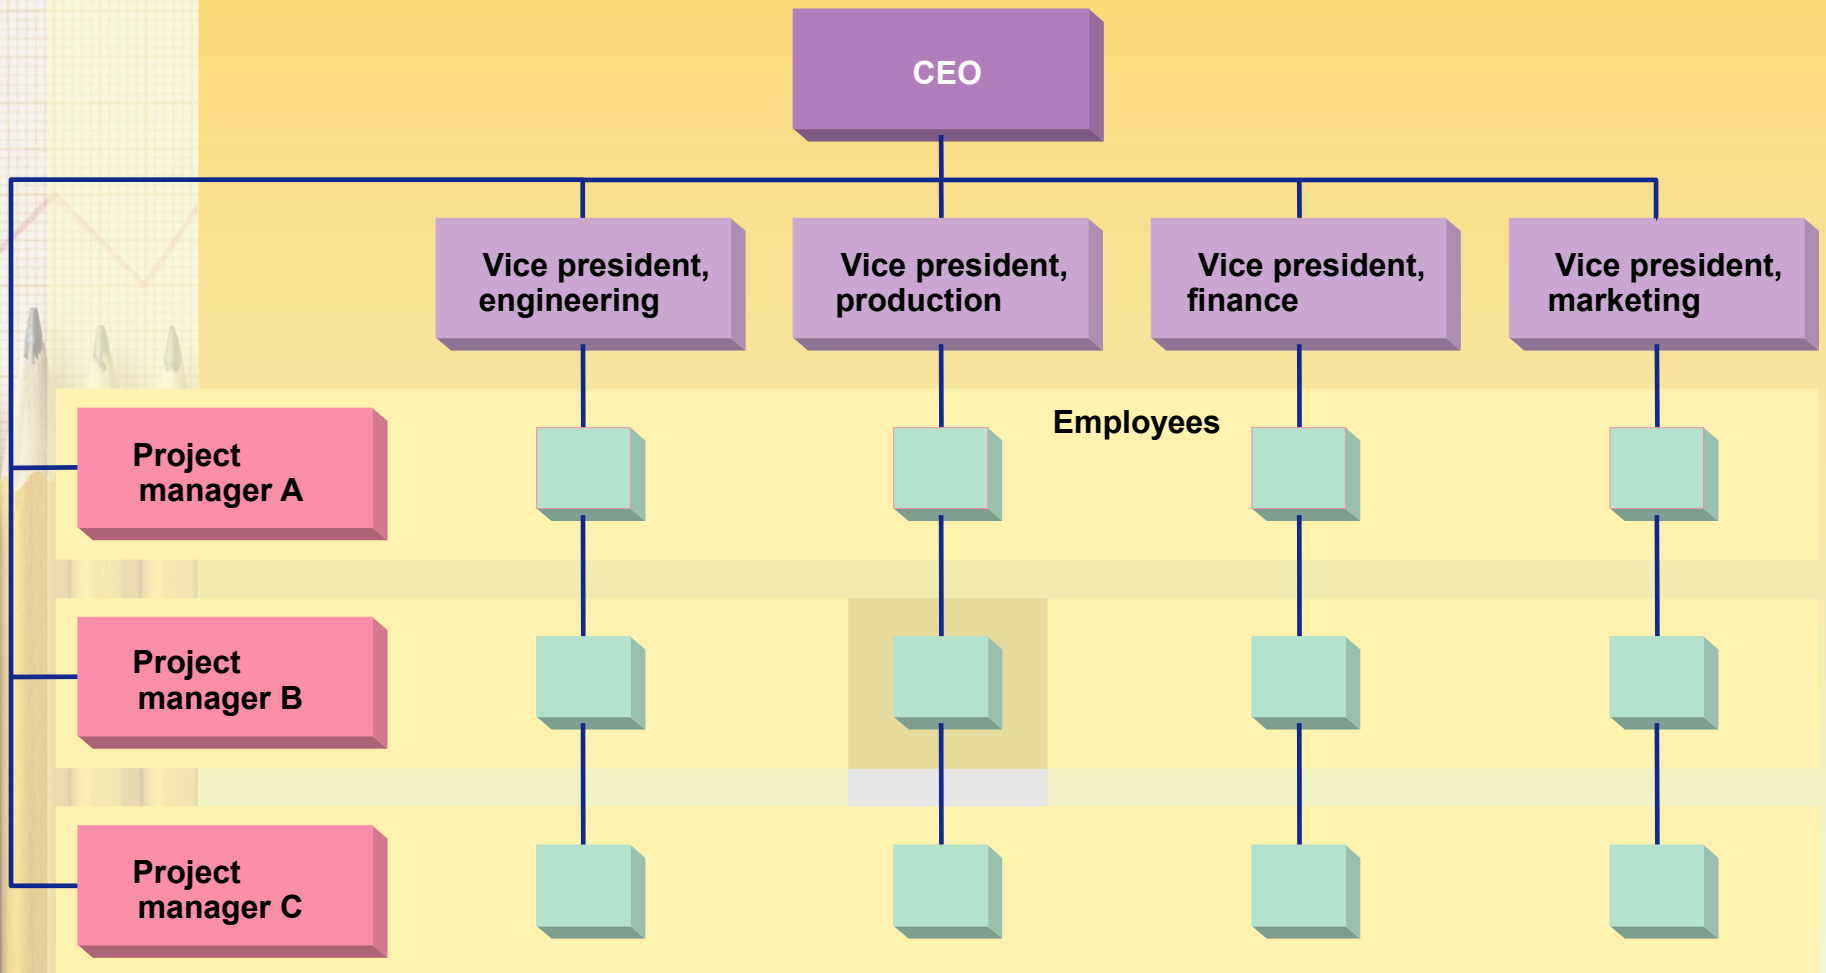 CEO
Vice president,
engineering
Vice president,
production
Vice president,
finance
Vice president,
marketing
Employees
Project
manager A
Project
manager B
Project
manager C